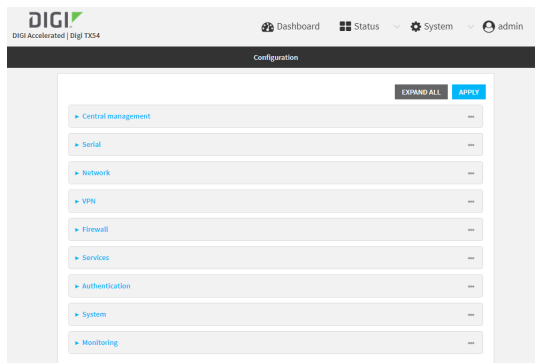 DIGI
DIGI Accelerated | Digi TX54
Dashboard Status System admin
Configuration
EXPAND ALL APPLY
Central management
Serial
Network
VPN
Firewall
Services
Authentication
System
Monitoring